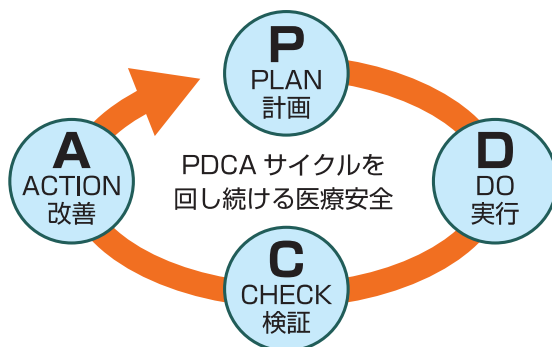 P
PLAN
計画
D
DO
実行
C
CHECK
検証
A
ACTION
改善
PDCA サイクルを
回し続ける医療安全